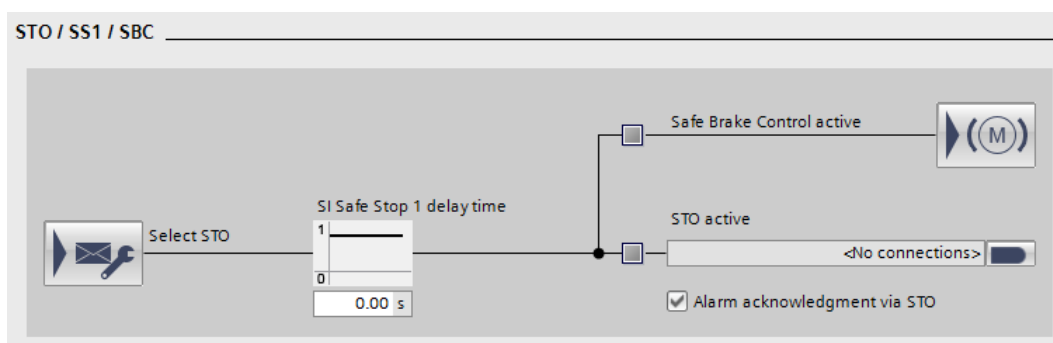 STO / SS1 / SBC
Safe Brake Control active
M
SI Safe Stop 1 delay time
Select STO
1
0
0.00 s
STO active
<No connections>
Alarm acknowledgment via STO